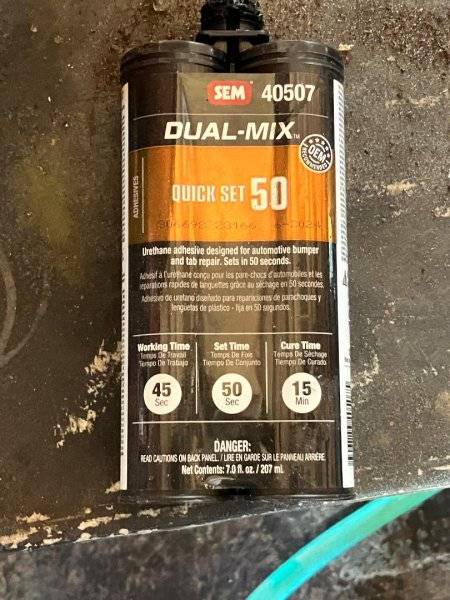 SEM 40507
DUAL-MIX™
OEM
ADHESIVES
QUICK SET 50
Urethane adhesive designed for automotive bumper
and tab repair. Sets in 50 seconds.
Adhésif à l'uréthane conçu pour les pare-chocs d'automobiles et les
réparations rapides de languettes grâce au séchage en 50 secondes.
Adhesivo de uretano diseñado para reparaciones de parachoques y
lengüetas de plástico - fija en 50 segundos.
Working Time
Temps De Travail
Tiempo De Trabajo
45
Sec
Set Time
Temps De
Tiempo De Conjunto
50
Sec
Cure Time
Temps De Séchage
Tiempo De Curado
15
Min
DANGER:
READ CAUTIONS ON BACK PANEL. / LIRE EN GARDE SUR LE PANNEAU ARRIÈRE.
Net Contents: 7.0 fl. oz. / 207 mL